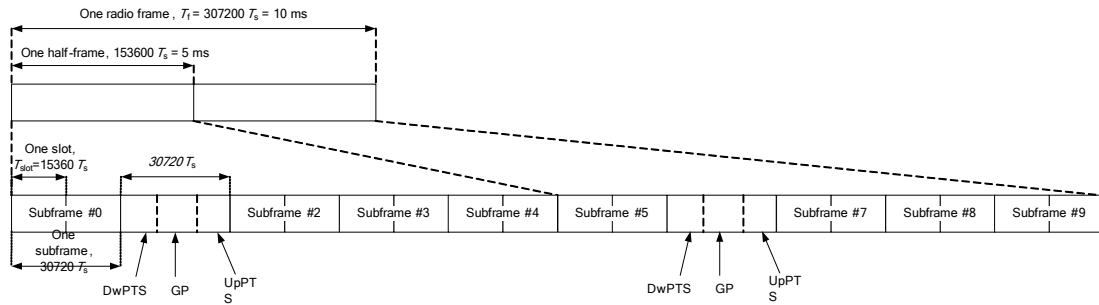 One radio frame, Tf = 307200 Ts = 10 ms
One half-frame, 153600 Ts = 5 ms
One slot,
Tslot=15360 Ts
30720 Ts
Subframe #0
Subframe #2
Subframe #3
Subframe #4
Subframe #5
Subframe #7
Subframe #8
Subframe #9
One
subframe,
30720 Ts
DwPTS
GP
UpPT
S
DwPTS
GP
UpPT
S